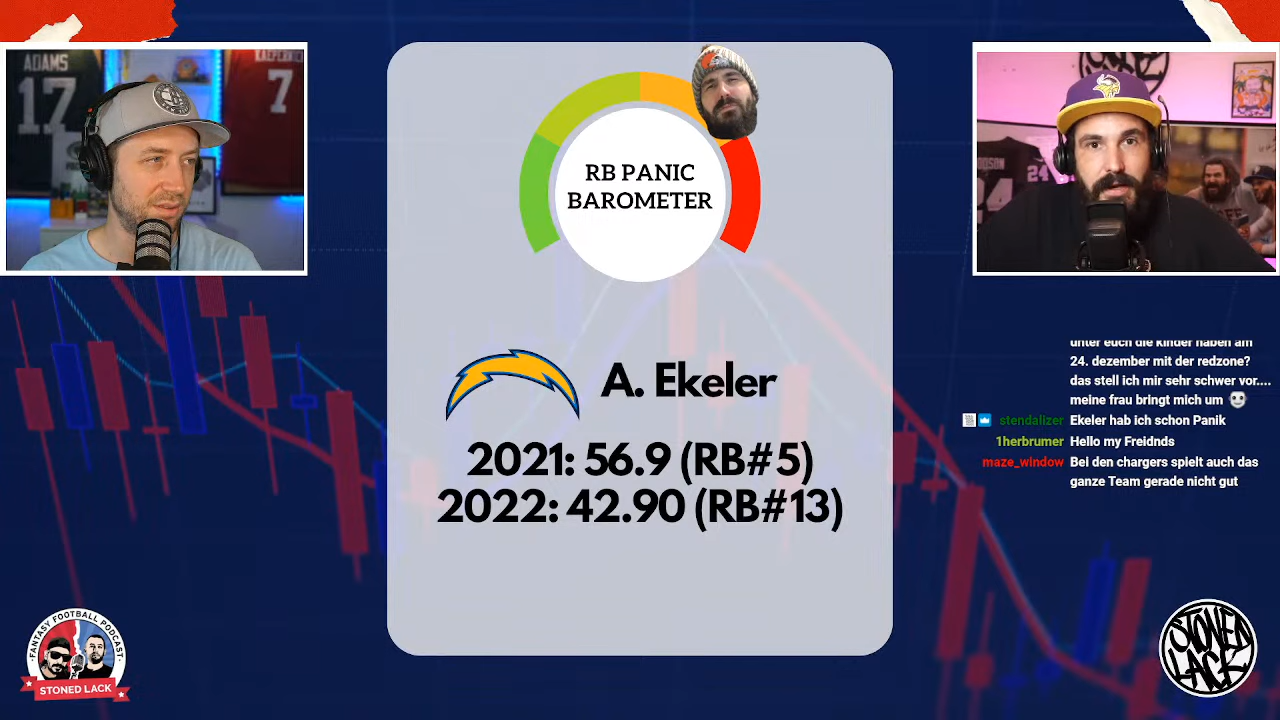 ADAMS
17
KAEPERNICK
7
RB PANIC
BAROMETER
24
A. Ekeler
2021: 56.9 (RB#5)
2022: 42.90 (RB#13)
unter euch die kinder haben am
24. dezember mit der redzone?
das stell ich mir sehr schwer vor....
meine frau bringt mich um
stendalizer Ekeler hab ich schon Panik
1herbrumer Hello my Freidnds
maze_window Bei den chargers spielt auch das
ganze Team gerade nicht gut
FANTASY FOOTBALL PODCAST
STONED LACK
STONED
LACK